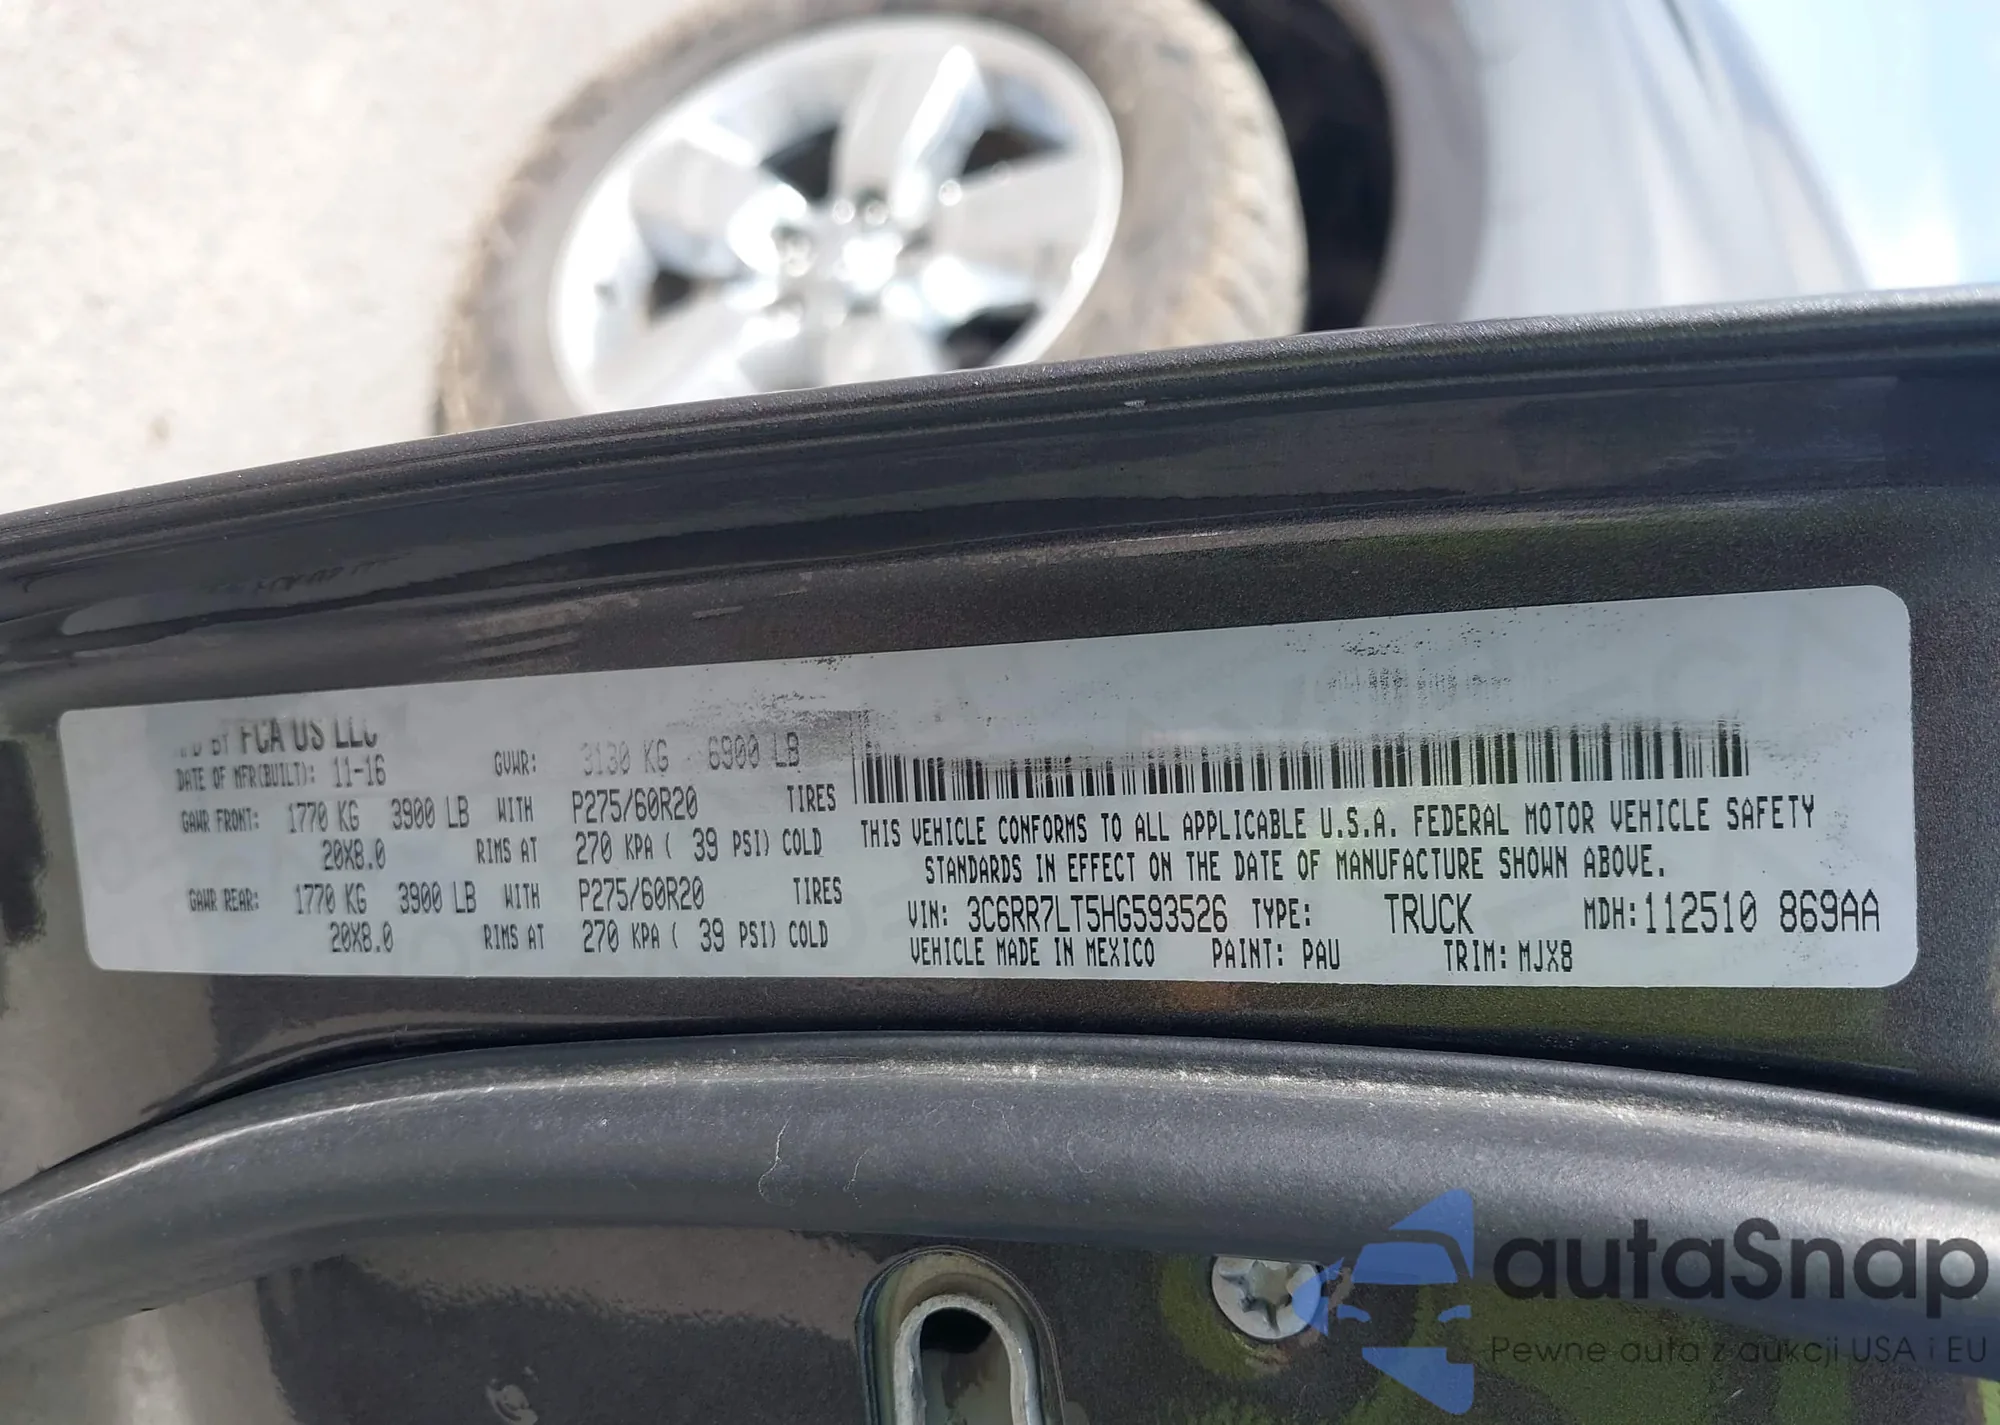 BY FCA US LLC
DATE OF MFR(BUILT): 11-16 GVWR: 3130 KG 6900 LB
GAWR FRONT: 1770 KG 3900 LB WITH P275/60R20 TIRES
20X8.0 RIMS AT 270 KPA ( 39 PSI) COLD
GAWR REAR: 1770 KG 3900 LB WITH P275/60R20 TIRES
20X8.0 RIMS AT 270 KPA ( 39 PSI) COLD
THIS VEHICLE CONFORMS TO ALL APPLICABLE U.S.A. FEDERAL MOTOR VEHICLE SAFETY
STANDARDS IN EFFECT ON THE DATE OF MANUFACTURE SHOWN ABOVE.
VIN: 3C6RR7LT5HG593526 TYPE: TRUCK MDH: 112510 869AA
VEHICLE MADE IN MEXICO PAINT: PAU TRIM: MJX8
autaSnap
Pewne auta z aukcji USA i EU